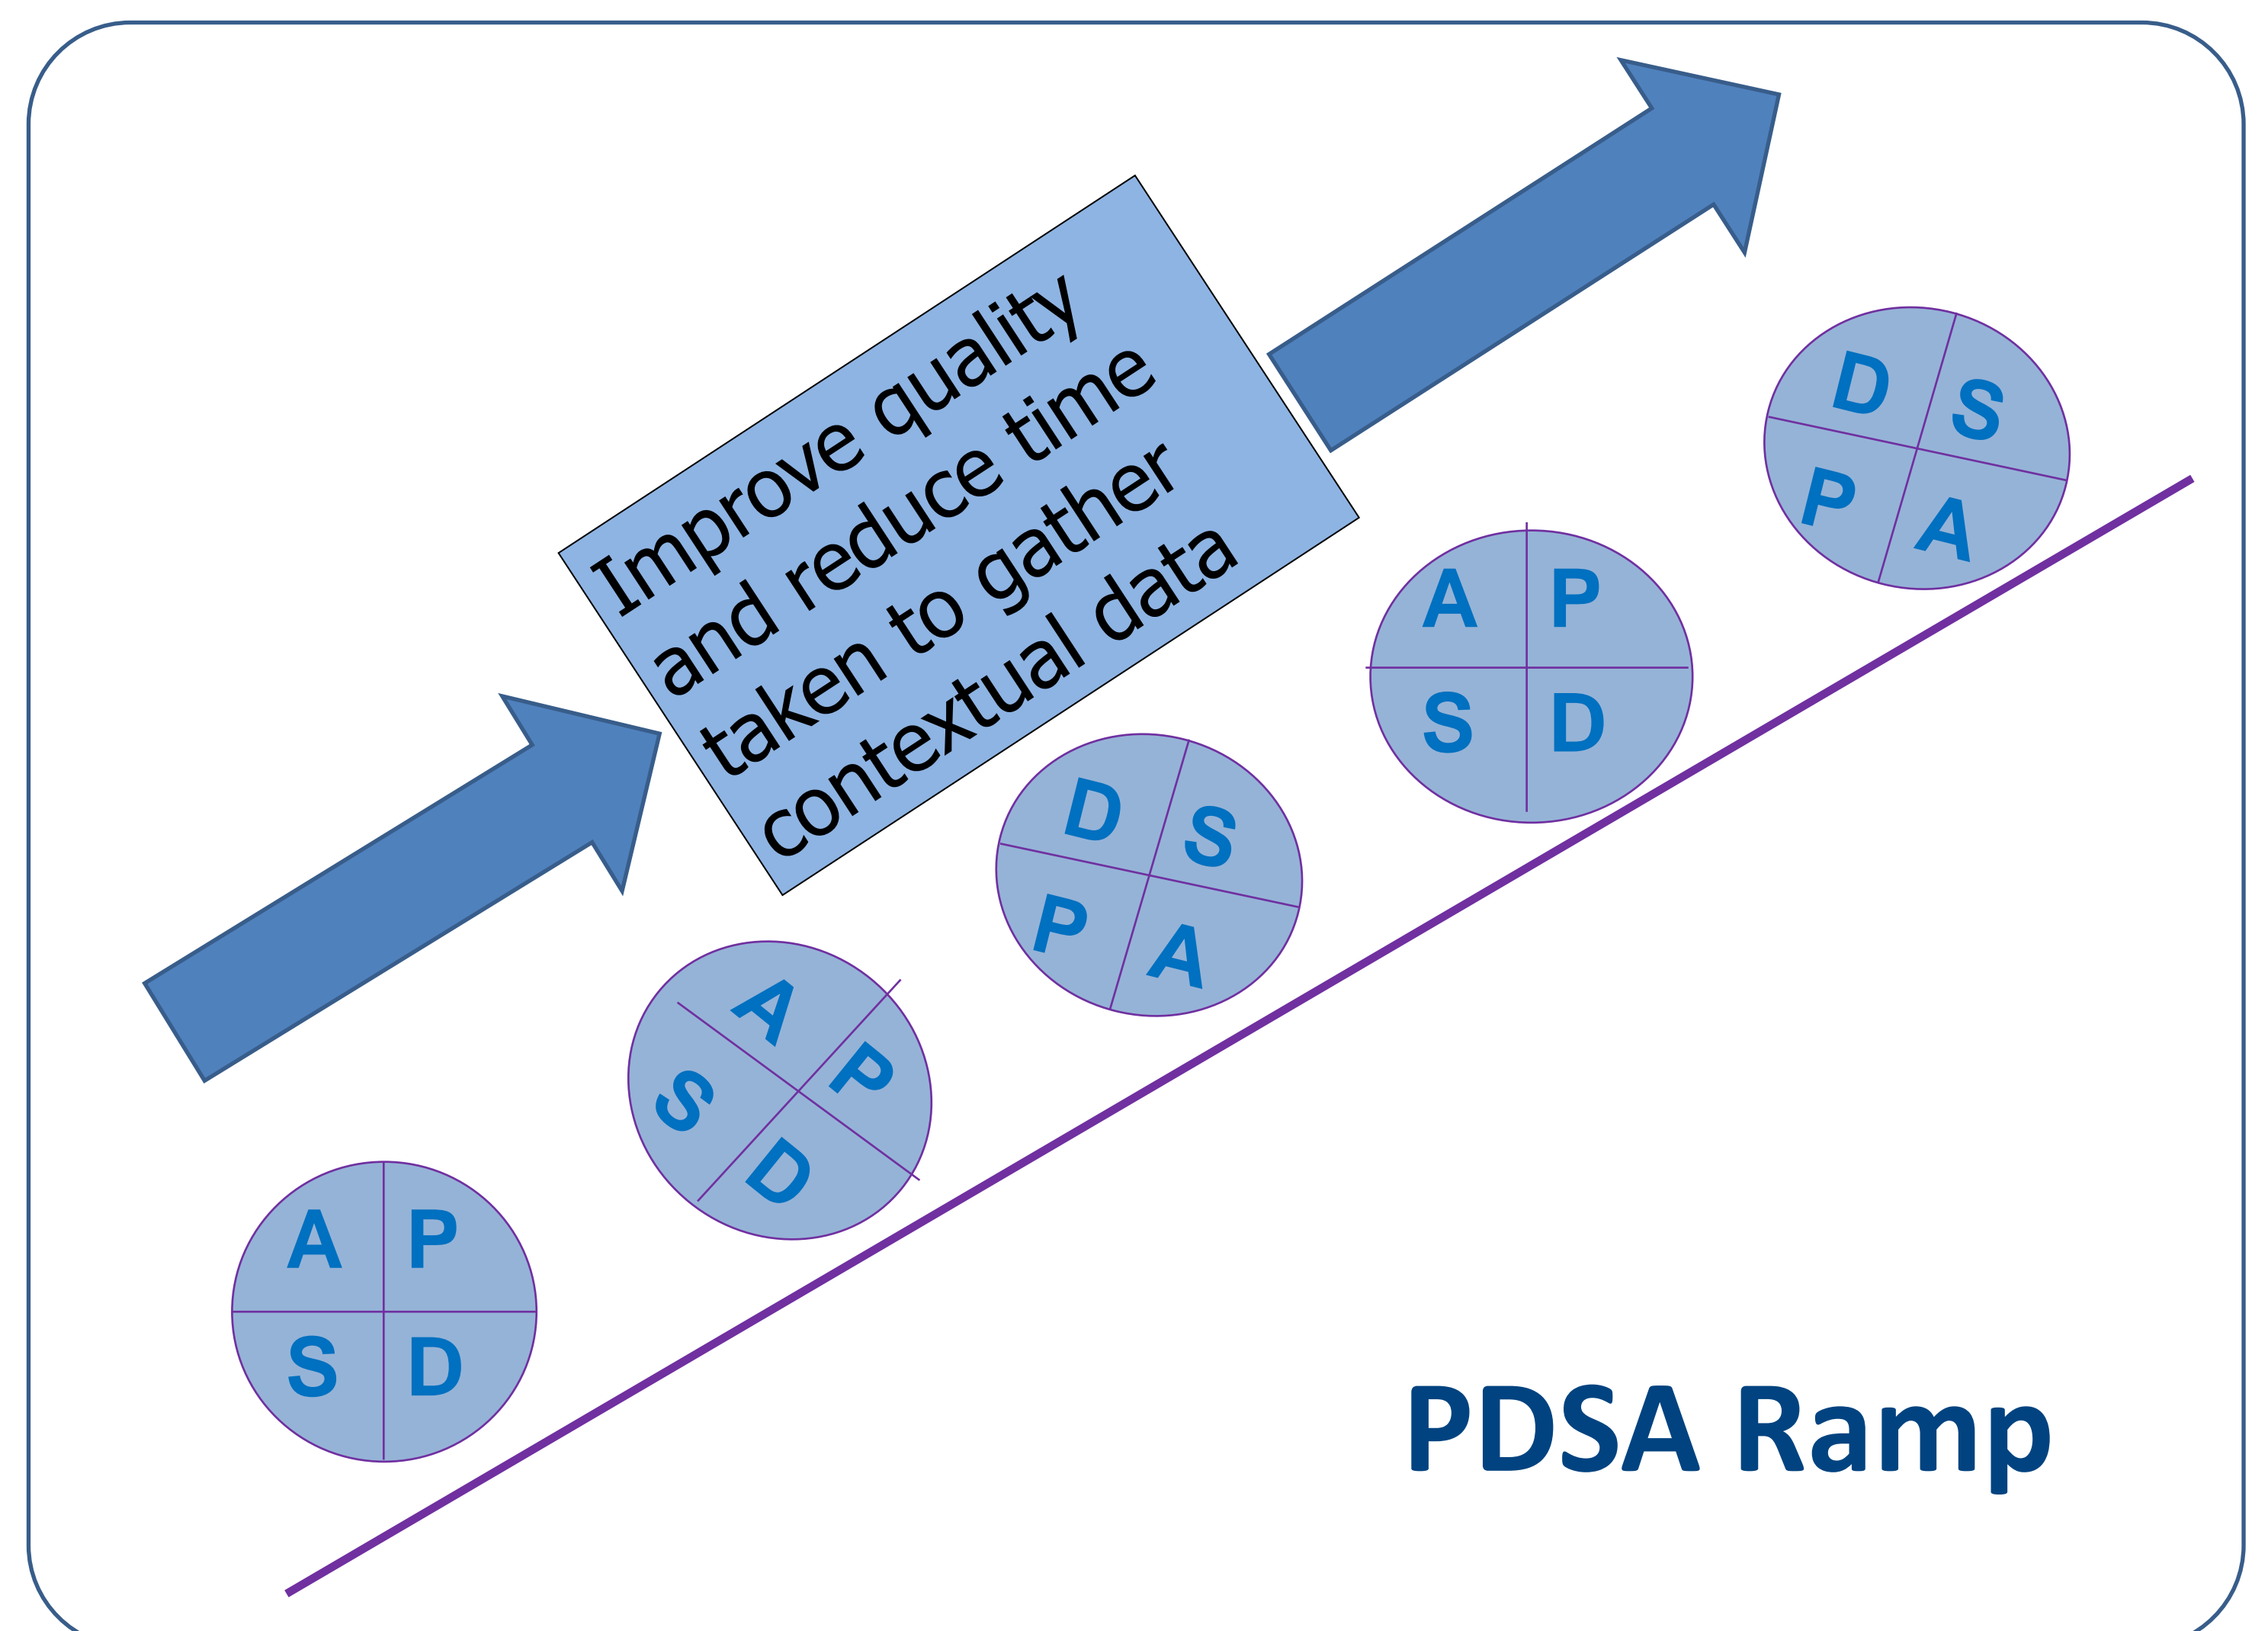 Improve quality
and reduce time
taken to gather
contextual data
D S
P A
A P
S D
D S
P A
A P
S D
A P
S D
PDSA Ramp